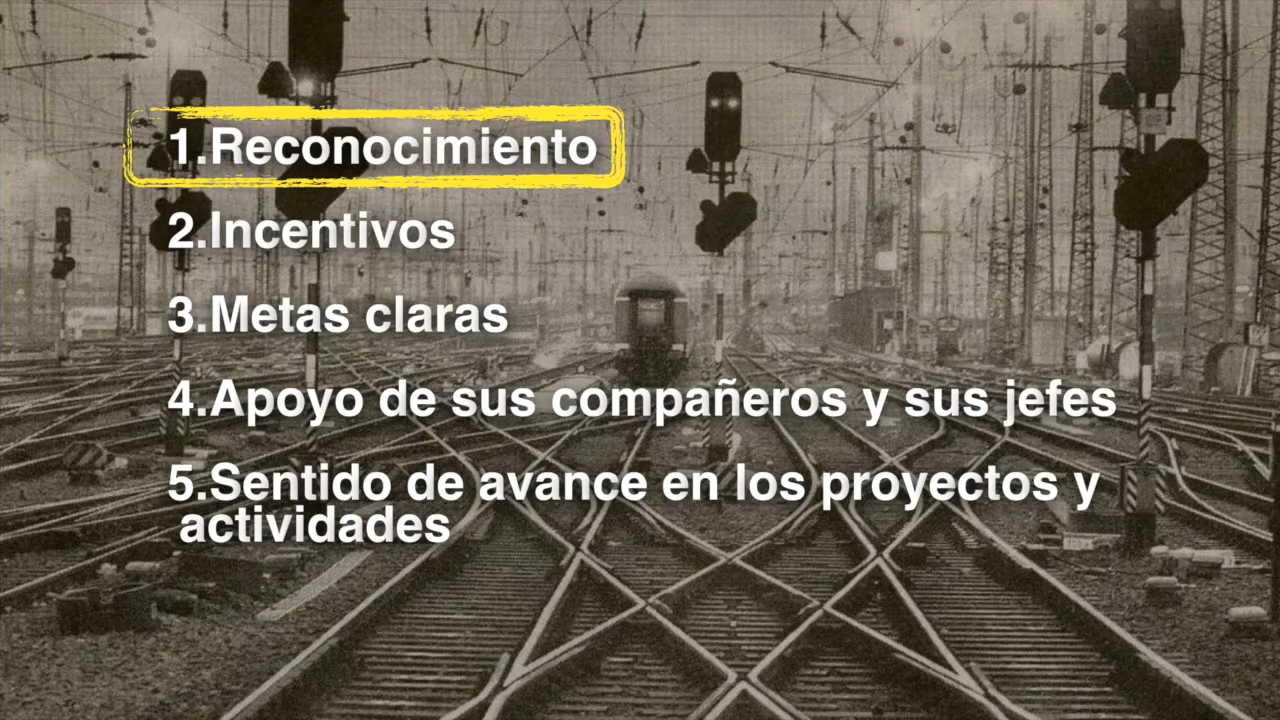 1.Reconocimiento
2.Incentivos
3.Metas claras
4.Apoyo de sus compañeros y sus jefes
5.Sentido de avance en los proyectos y
actividades